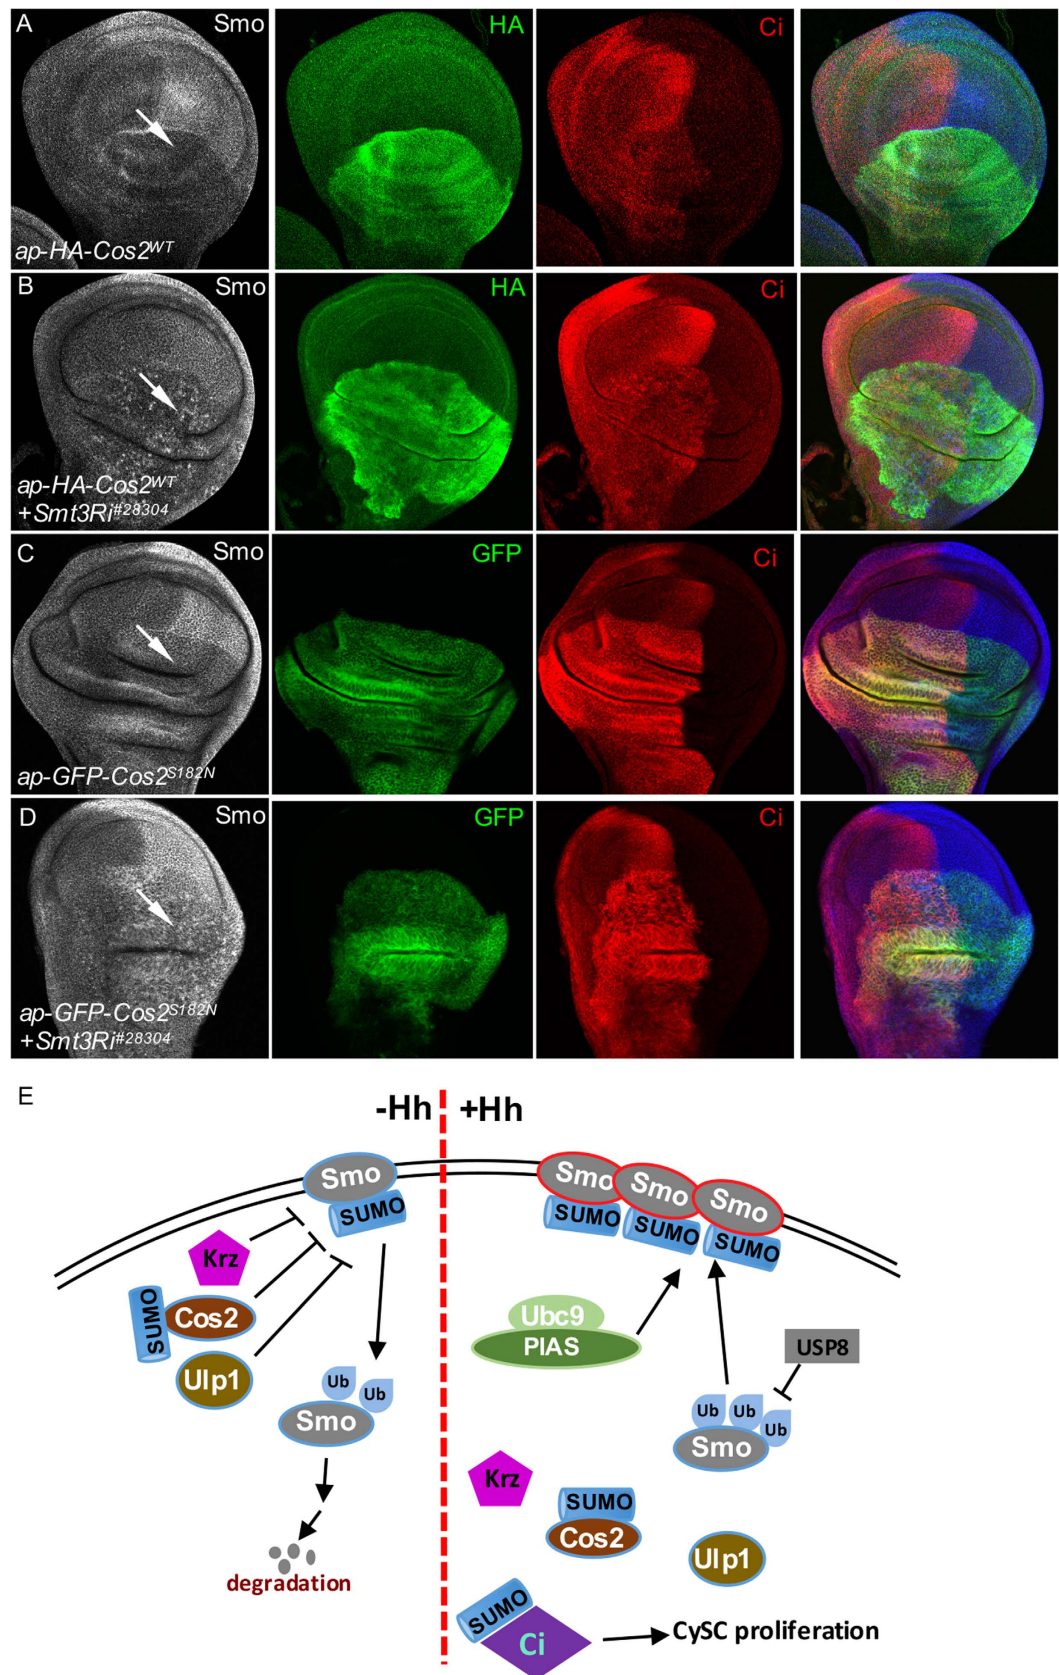 A
Smo
HA
Ci
ap-HA-Cos2WT
B
Smo
HA
Ci
ap-HA-Cos2WT
+Smt3Ri#28304
C
Smo
GFP
Ci
ap-GFP-Cos2S182N
D
Smo
GFP
Ci
ap-GFP-Cos2S182N
+Smt3Ri#28304
E
-Hh
+Hh
Smo
SUMO
Krz
SUMO
Cos2
Ulp1
Ub
Ub
Smo
degradation
Smo
Smo
Smo
SUMO
SUMO
SUMO
Ubc9
PIAS
USP8
Ub
Ub
Ub
Smo
Krz
SUMO
Cos2
Ulp1
SUMO
Ci
CySC proliferation